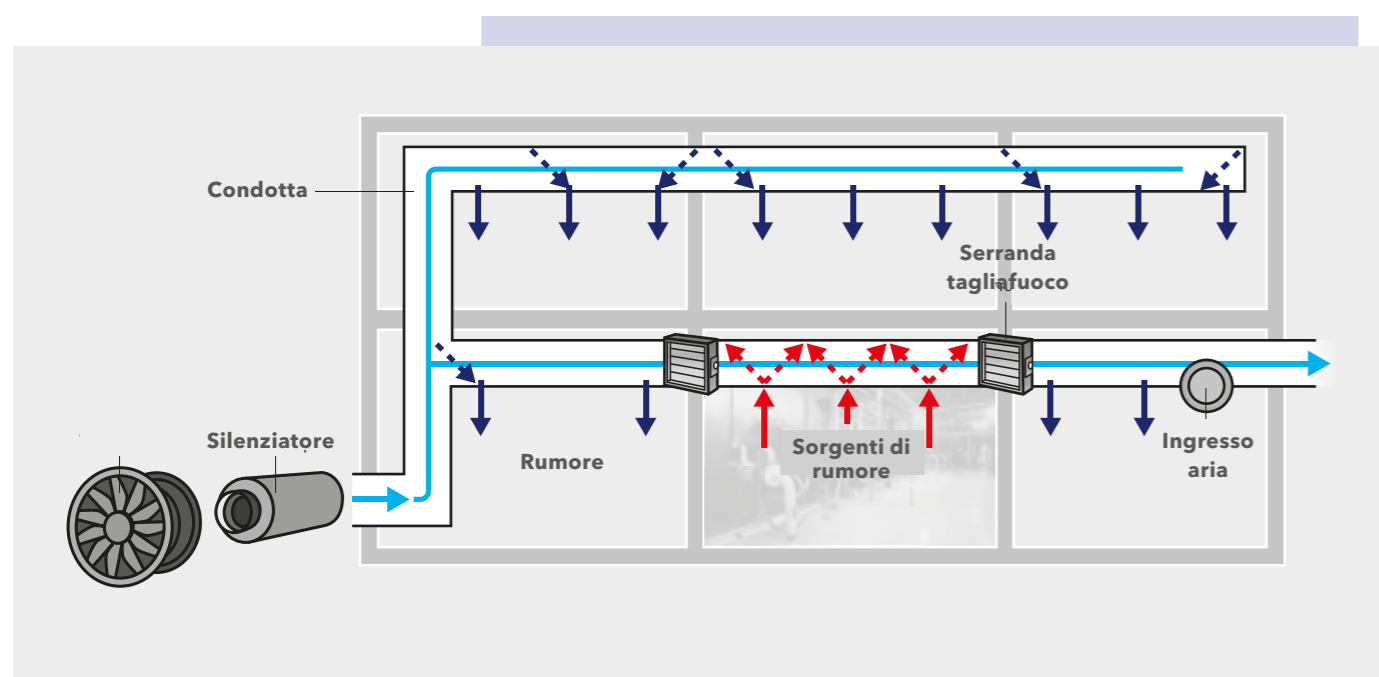 Condotta
Serranda
tagliafuoco
Silenziatore
Rumore
Sorgenti di
rumore
Ingresso
aria